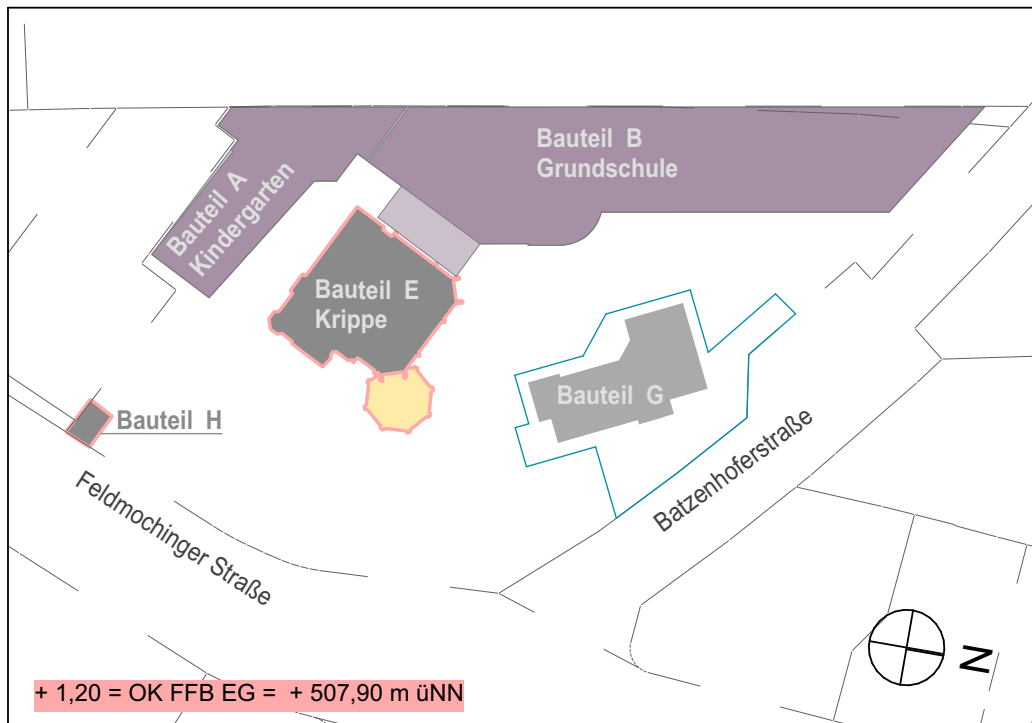 Bauteil B
Grundschule
Bauteil A
Kindergarten
Bauteil E
Krippe
Bauteil G
Bauteil H
Feldmochinger Straße
Batzenhoferstraße
N
+ 1,20 = OK FFB EG = + 507,90 m üNN